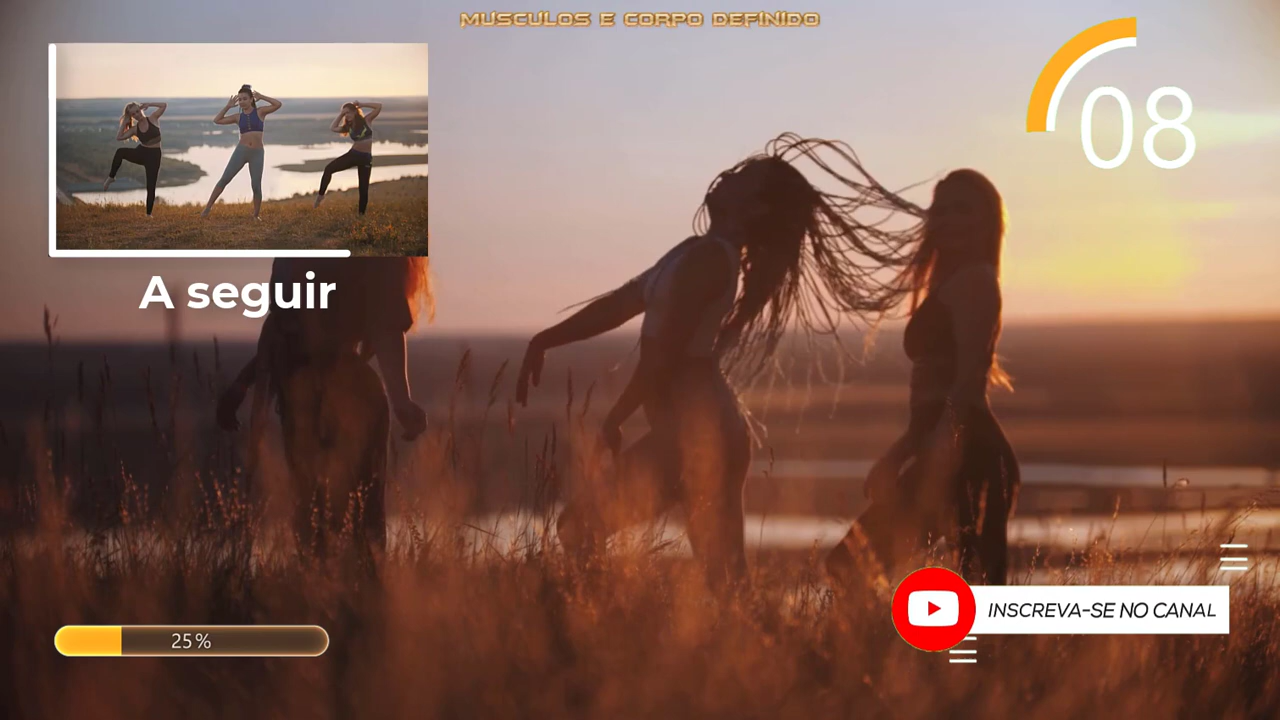 MUSCULOS E CORPO DEFINIDO
08
A seguir
25%
INSCREVA-SE NO CANAL